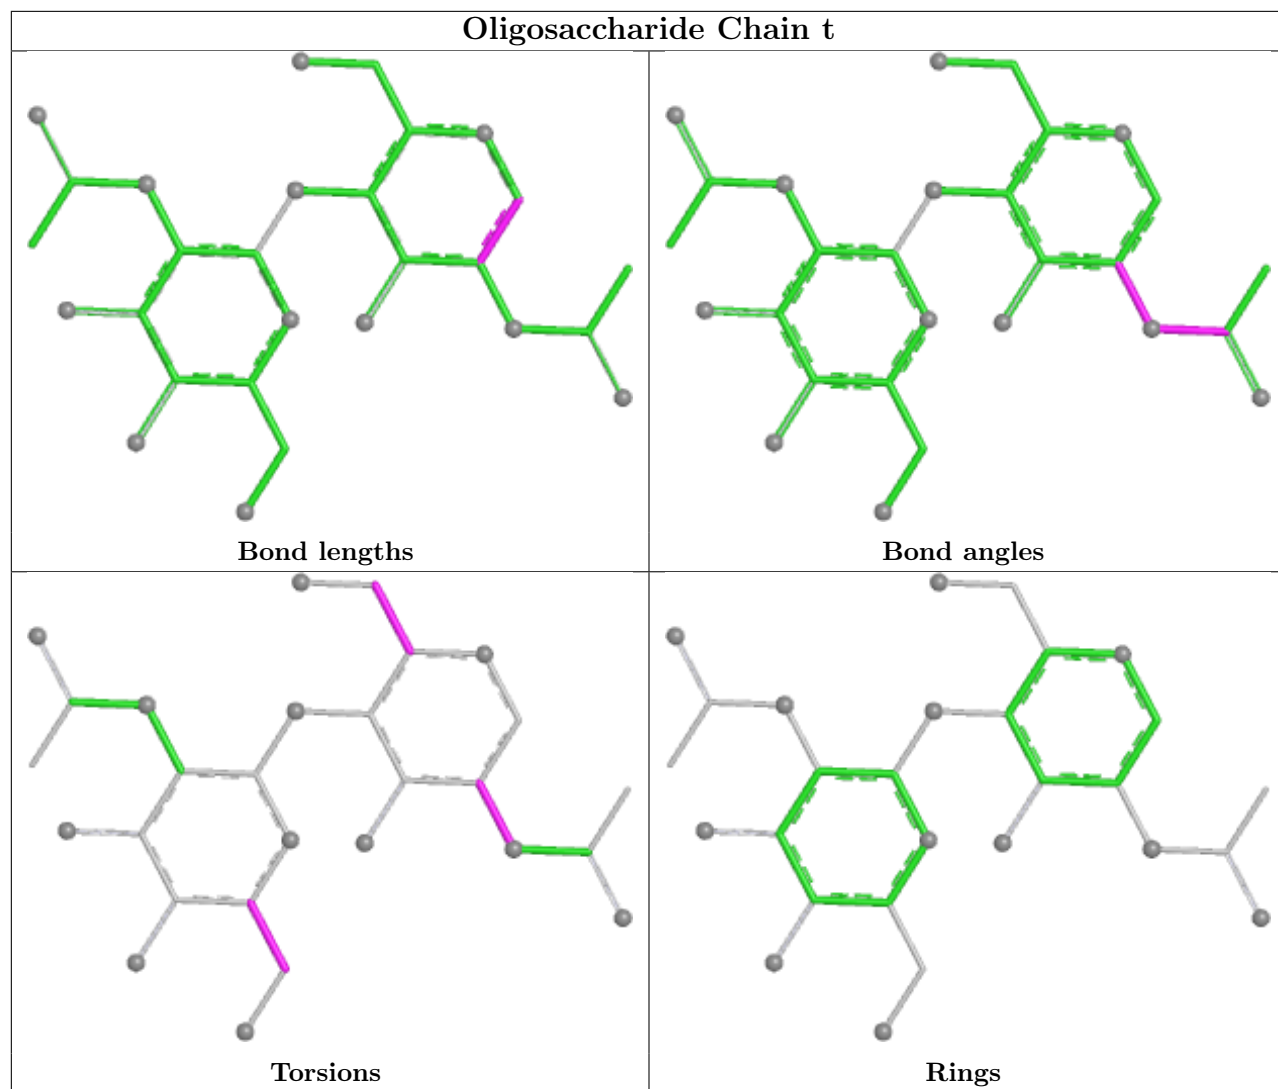 Oligosaccharide Chain t
Bond lengths
Bond angles
Torsions
Rings